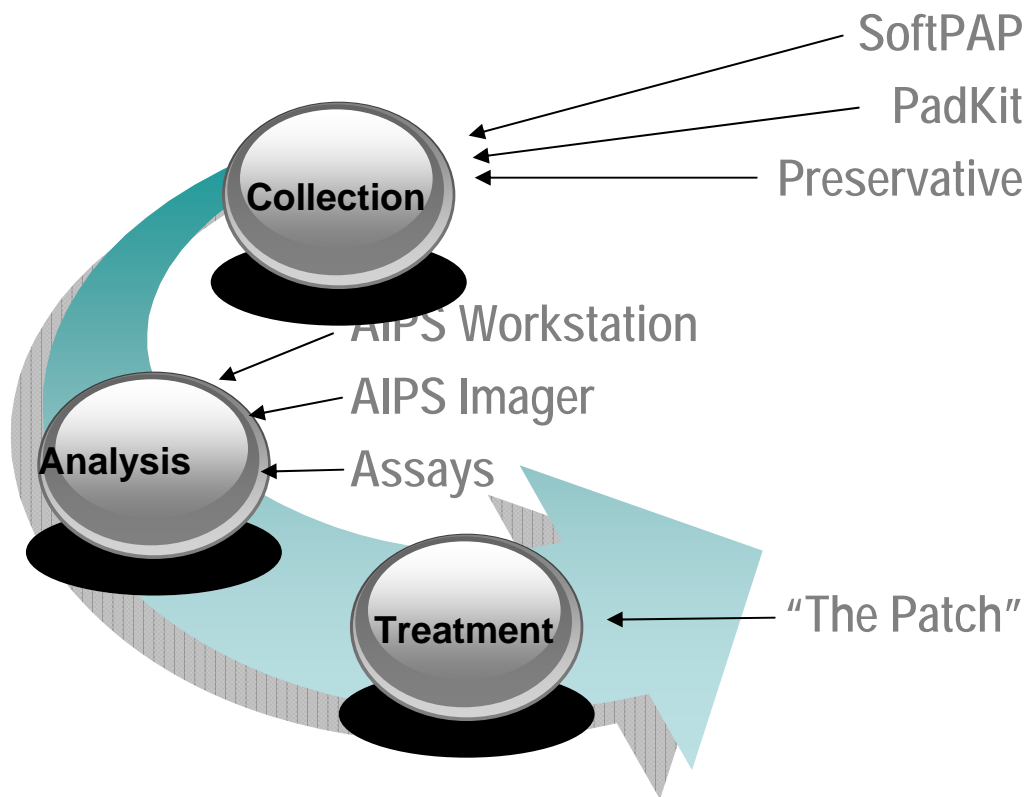 SoftPAP
PadKit
Preservative
Collection
AIPS Workstation
AIPS Imager
Assays
Analysis
Treatment
“The Patch”